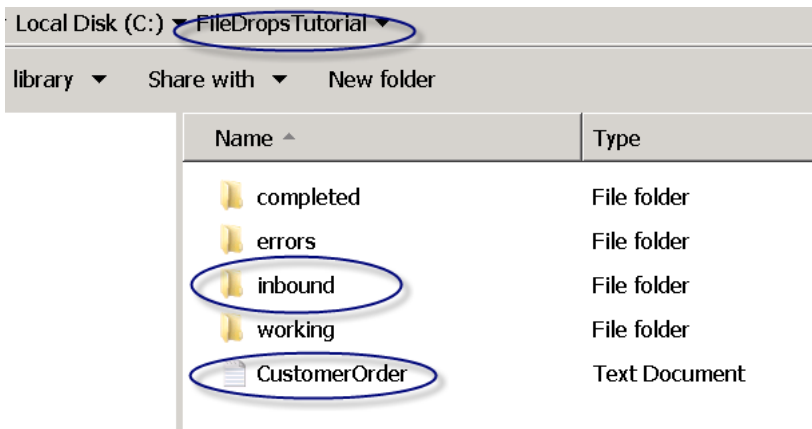 Local Disk (C:) FileDropsTutorial
library Share with New folder
Name Type
completed File folder
errors File folder
inbound File folder
working File folder
CustomerOrder Text Document